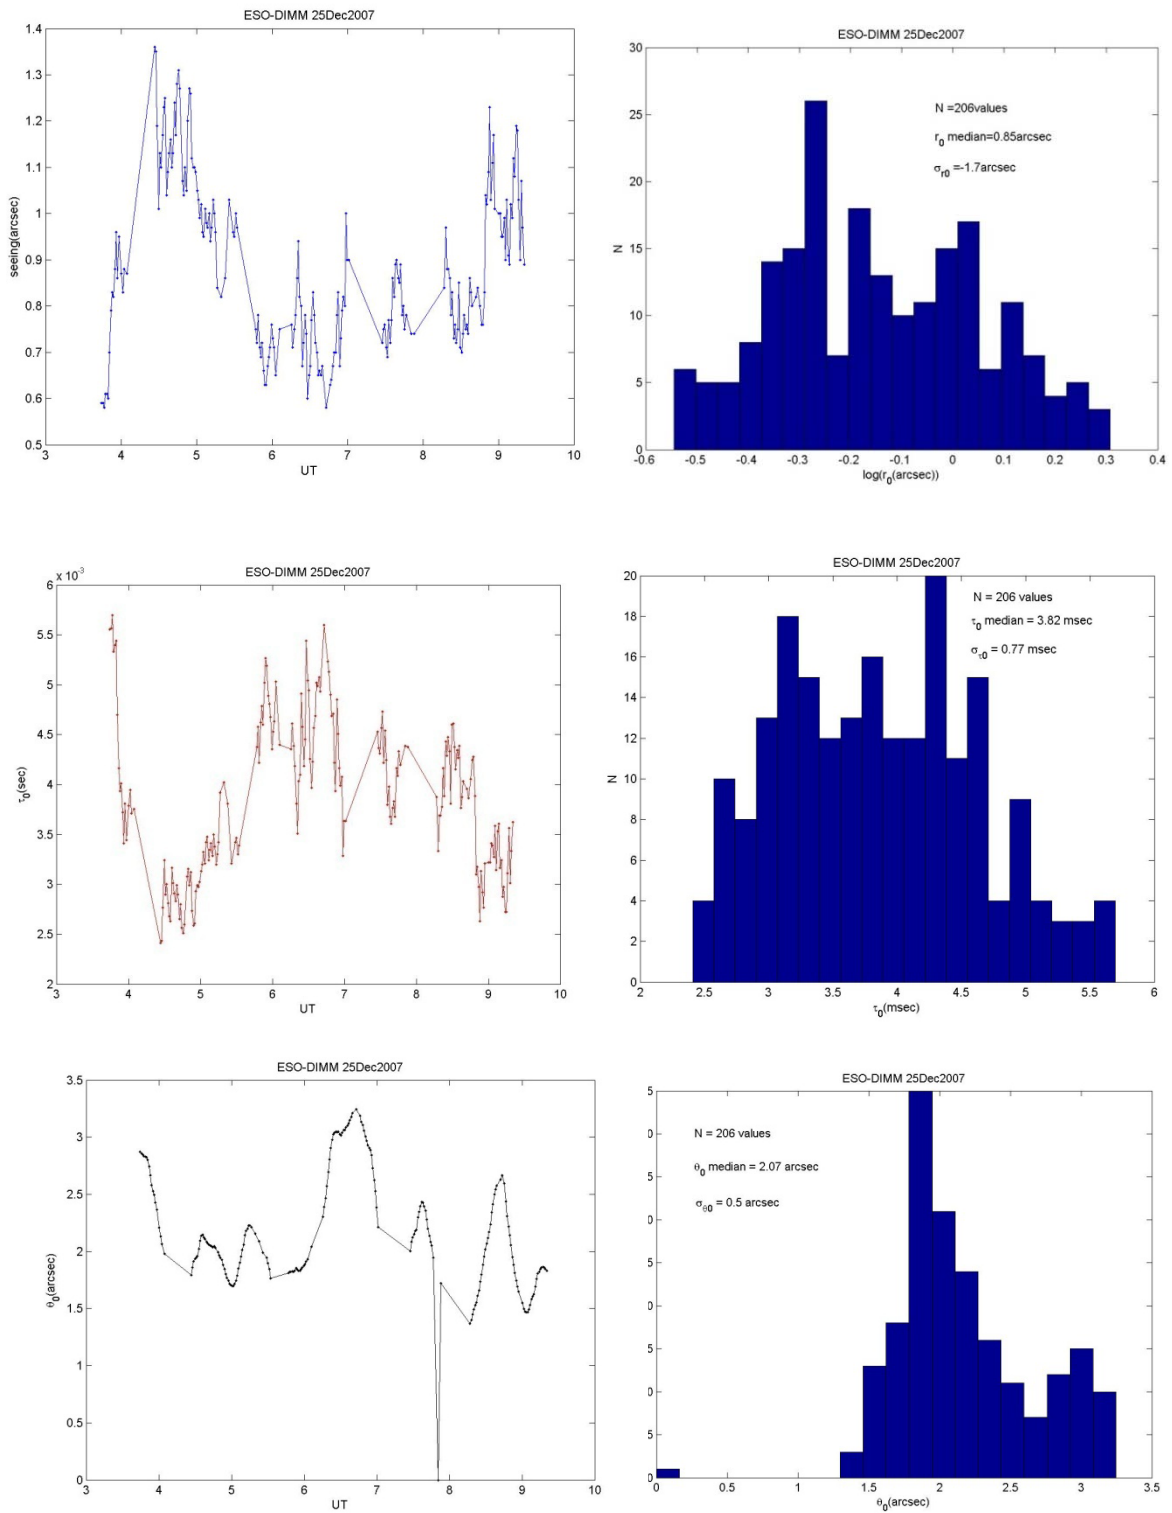 ESO-DIMM 25Dec2007
1.4
1.3
1.2
1.1
1
0.9
0.8
0.7
0.6
0.5
seeing(arcsec)
3 4 5 6 7 8 9 10
UT
ESO-DIMM 25Dec2007
30
25
20
15
10
5
0
N
N =206values
r0 median=0.85arcsec
σr0 =-1.7arcsec
-0.6 -0.5 -0.4 -0.3 -0.2 -0.1 0 0.1 0.2 0.3 0.4
log(r0(arcsec))
x 10-3
ESO-DIMM 25Dec2007
6
5.5
5
4.5
4
3.5
3
2.5
2
τ0(sec)
3 4 5 6 7 8 9 10
UT
ESO-DIMM 25Dec2007
20
18
16
14
12
10
8
6
4
2
0
N
N = 206 values
τ0 median = 3.82 msec
στ0 = 0.77 msec
2 2.5 3 3.5 4 4.5 5 5.5 6
τ0(msec)
ESO-DIMM 25Dec2007
3.5
3
2.5
2
1.5
1
0.5
0
θ0(arcsec)
3 4 5 6 7 8 9 10
UT
ESO-DIMM 25Dec2007
5
0
5
0
5
0
5
0
5
0
N = 206 values
θ0 median = 2.07 arcsec
σθ0 = 0.5 arcsec
0 0.5 1 1.5 2 2.5 3 3.5
θ0(arcsec)